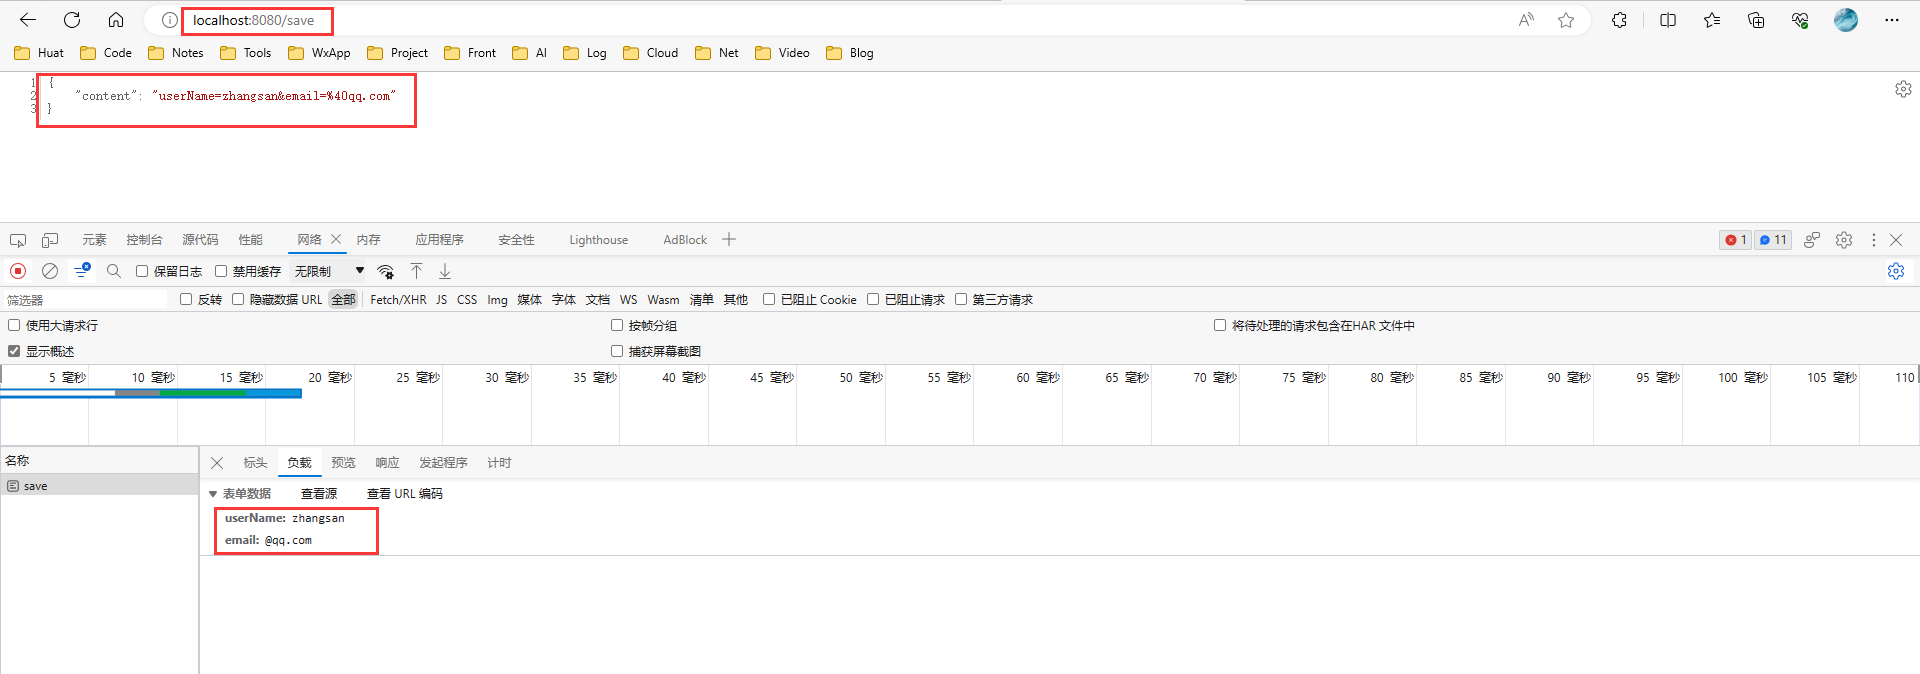 localhost:8080/save
Huat Code Notes Tools WxApp Project Front AI Log Cloud Net Video Blog
1 {
2 "content": "userName=zhangsan&email=%40qq.com"
3 }
元素 控制台 源代码 性能 网络 内存 应用程序 安全性 Lighthouse AdBlock 1 11
保留日志 禁用缓存 无限制
筛选器 反转 隐藏数据 URL 全部 Fetch/XHR JS CSS Img 媒体 字体 文档 WS Wasm 清单 其他 已阻止 Cookie 已阻止请求 第三方请求
使用大请求行 按帧分组 将待处理的请求包含在HAR 文件中
显示概述 捕获屏幕截图
5 毫秒 10 毫秒 15 毫秒 20 毫秒 25 毫秒 30 毫秒 35 毫秒 40 毫秒 45 毫秒 50 毫秒 55 毫秒 60 毫秒 65 毫秒 70 毫秒 75 毫秒 80 毫秒 85 毫秒 90 毫秒 95 毫秒 100 毫秒 105 毫秒 110
名称 标头 负载 预览 响应 发起程序 计时
save
表单数据 查看源 查看 URL 编码
userName: zhangsan
email: @qq.com